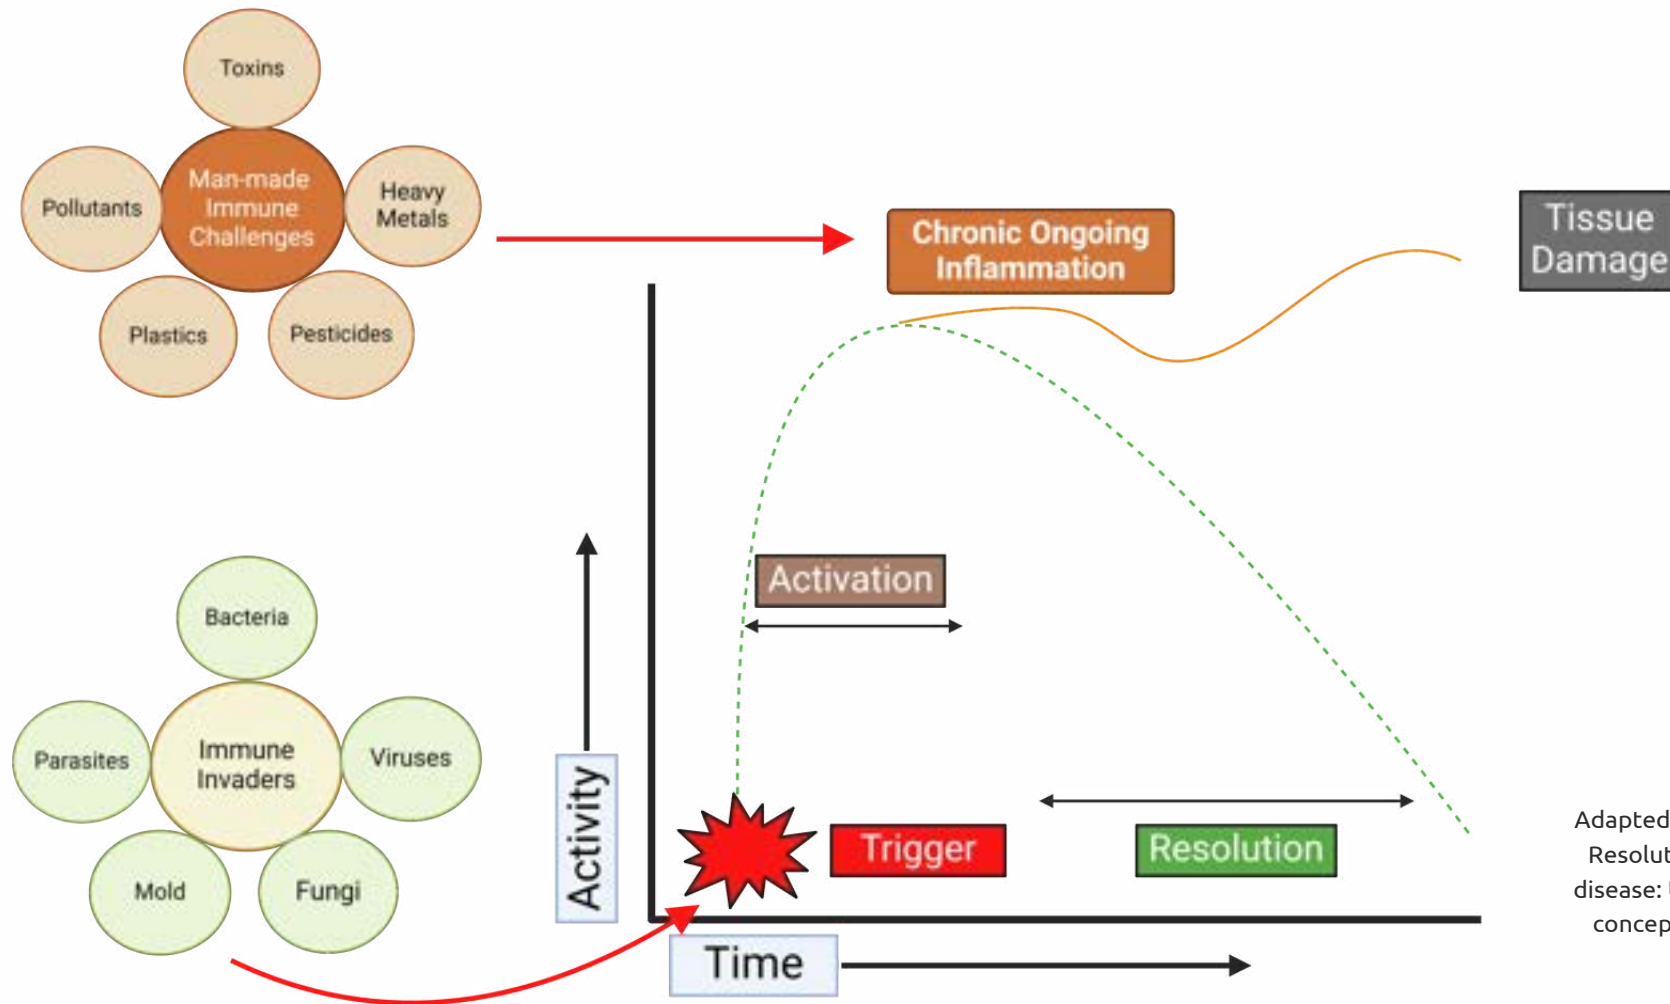 Toxins
Pollutants
Man-made
Immune
Challenges
Heavy
Metals
Plastics
Pesticides
Chronic Ongoing
Inflammation
Tissue
Damage
Activation
Bacteria
Parasites
Immune
Invaders
Viruses
Mold
Fungi
Activity
Trigger
Resolution
Time
Adapted
Resolut
disease:
concep